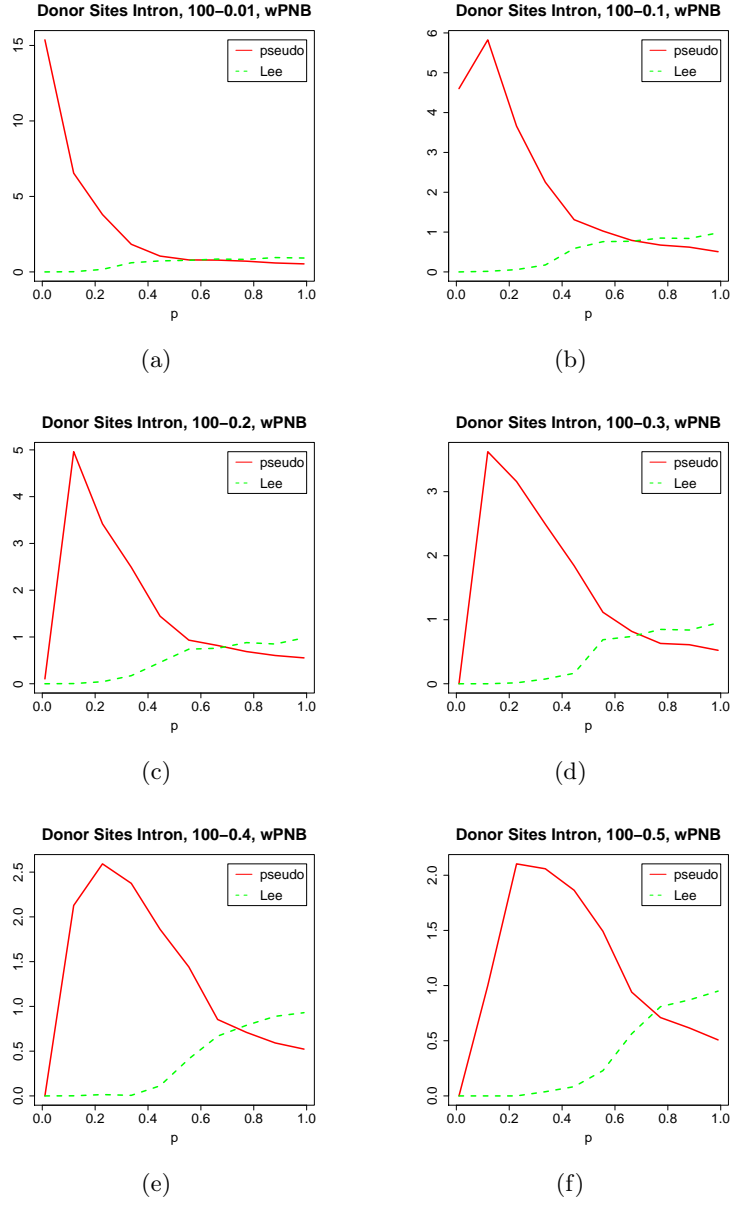 Donor Sites Intron, 100−0.01, wPNB
pseudo
Lee
15
10
5
0
0.0 0.2 0.4 0.6 0.8 1.0
p
(a)
Donor Sites Intron, 100−0.1, wPNB
pseudo
Lee
6
5
4
3
2
1
0
0.0 0.2 0.4 0.6 0.8 1.0
p
(b)
Donor Sites Intron, 100−0.2, wPNB
pseudo
Lee
5
4
3
2
1
0
0.0 0.2 0.4 0.6 0.8 1.0
p
(c)
Donor Sites Intron, 100−0.3, wPNB
pseudo
Lee
3
2
1
0
0.0 0.2 0.4 0.6 0.8 1.0
p
(d)
Donor Sites Intron, 100−0.4, wPNB
pseudo
Lee
2.5
2.0
1.5
1.0
0.5
0.0
0.0 0.2 0.4 0.6 0.8 1.0
p
(e)
Donor Sites Intron, 100−0.5, wPNB
pseudo
Lee
2.0
1.5
1.0
0.5
0.0
0.0 0.2 0.4 0.6 0.8 1.0
p
(f)